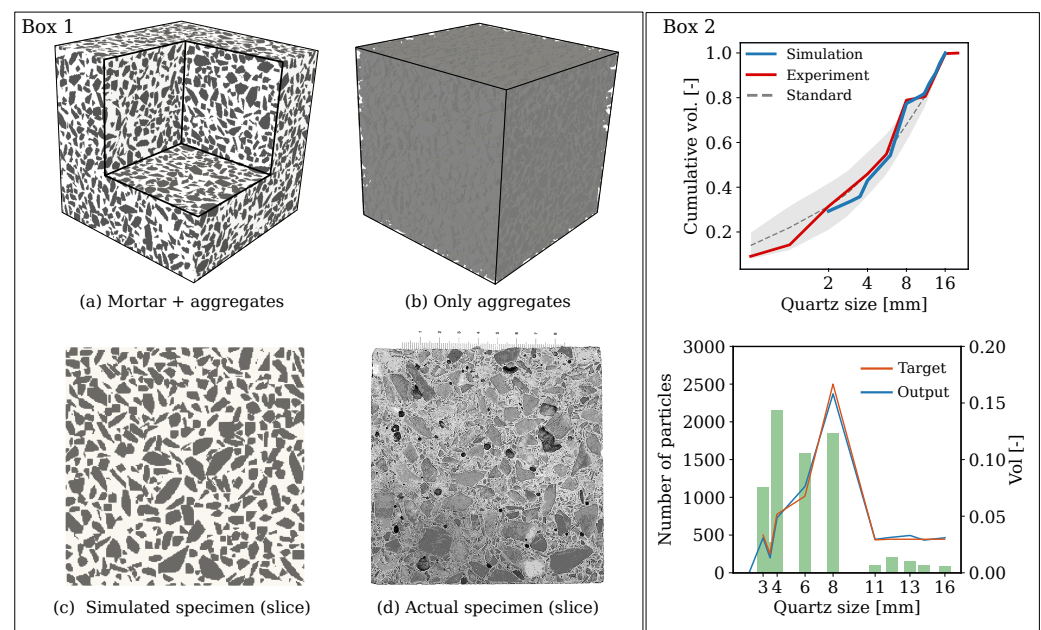 Box 1
(a) Mortar + aggregates
(b) Only aggregates
(c) Simulated specimen (slice)
(d) Actual specimen (slice)
Box 2
Simulation
Experiment
Standard
Cumulative vol. [-]
1.0
0.8
0.6
0.4
0.2
2 4 8 16
Quartz size [mm]
Target
Output
Number of particles
3000
2500
2000
1500
1000
500
0
Vol [-]
0.20
0.15
0.10
0.05
0.00
3 4 6 8 11 13 16
Quartz size [mm]